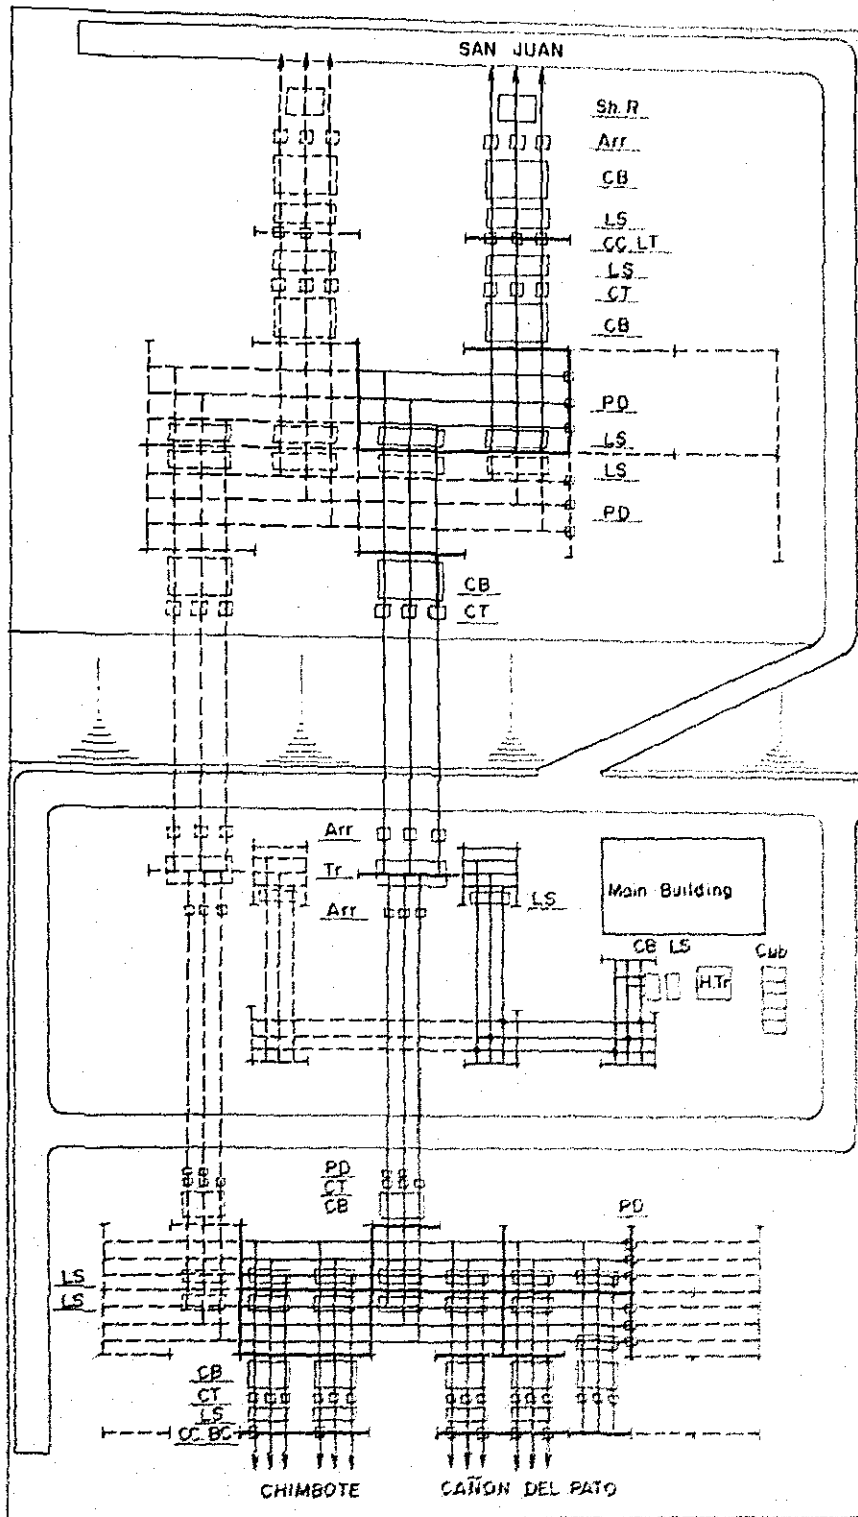 SAN JUAN
Sh.R
Arr
CB
LS
CC.LT
LS
CT
CB
PD
LS
LS
PD
CB
CT
Arr
Tr
Arr
LS
Main Building
CB LS
Cub
H.Tr
PD
CT
CB
PD
LS
LS
CB
CT
LS
CC.BC
CHIMBOTE
CAÑON DEL PATO